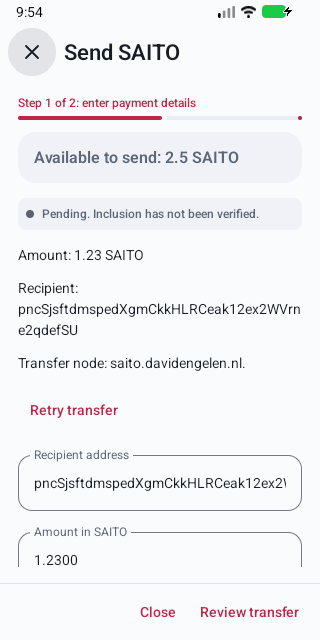 9:54
Send SAITO
Step 1 of 2: enter payment details
Available to send: 2.5 SAITO
Pending. Inclusion has not been verified.
Amount: 1.23 SAITO
Recipient:
pncSjsftdmspedXgmCkkHLRCeak12ex2WVrn
e2qdefSU
Transfer node: saito.davidengelen.nl.
Retry transfer
Recipient address
pncSjsftdmspedXgmCkkHLRCeak12ex2\
Amount in SAITO
1.2300
Close Review transfer